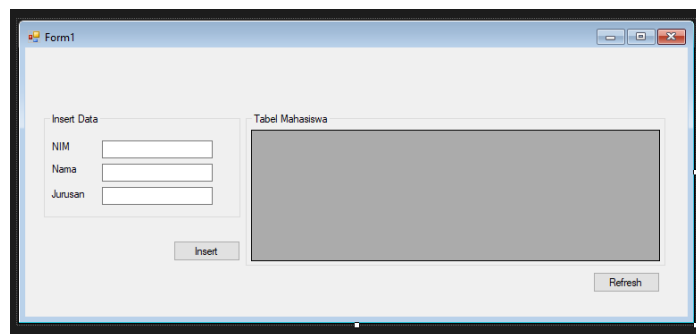 Form1
Insert Data
NIM
Nama
Jurusan
Insert
Tabel Mahasiswa
Refresh